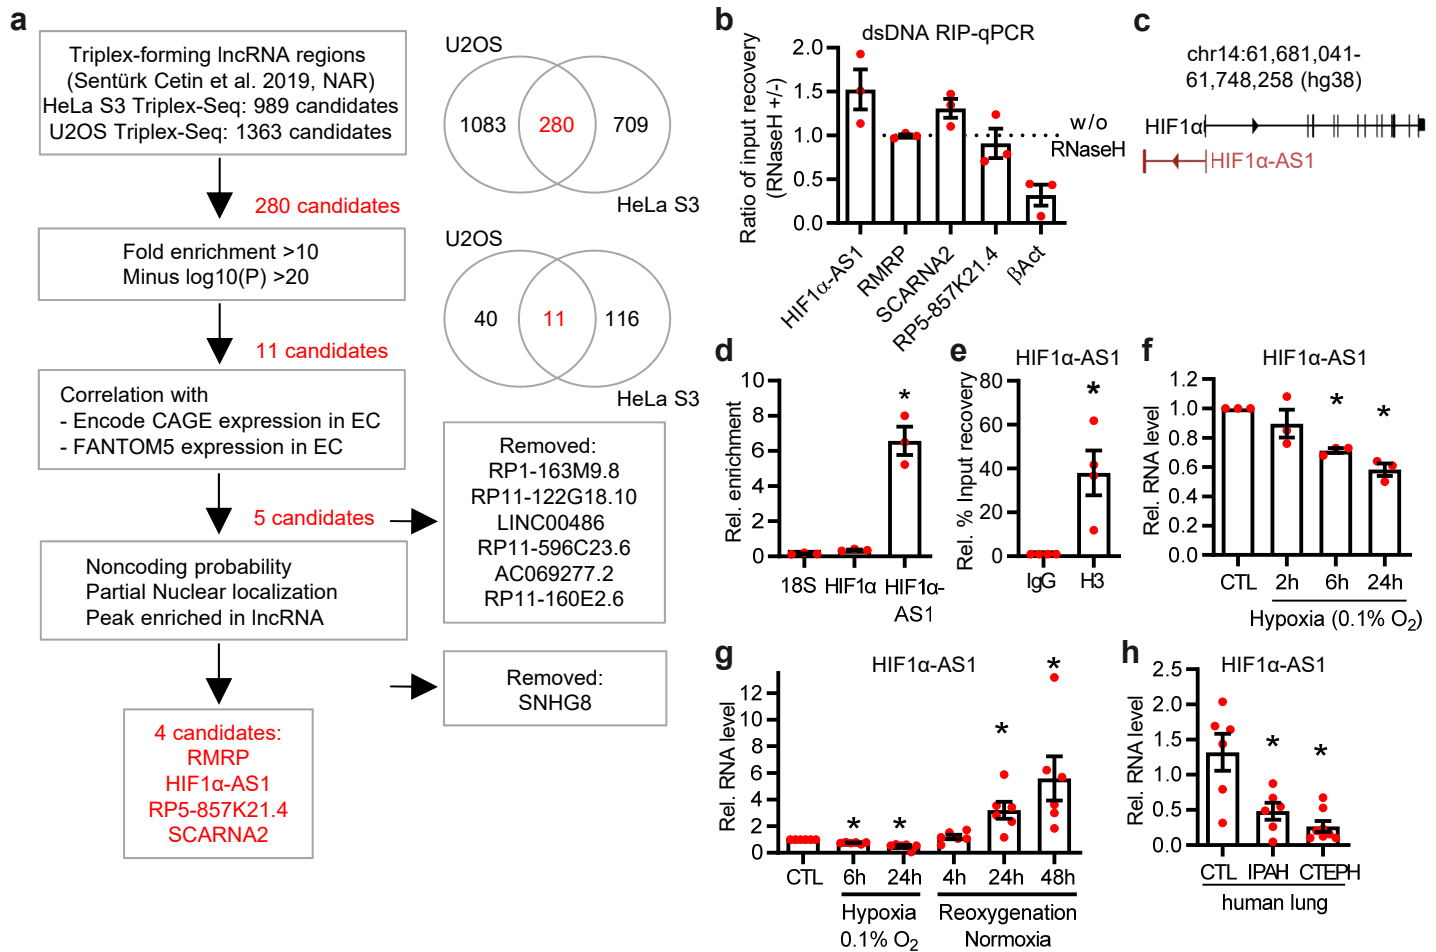 a
Triplex-forming lncRNA regions
(Sentürk Cetin et al. 2019, NAR)
HeLa S3 Triplex-Seq: 989 candidates
U2OS Triplex-Seq: 1363 candidates
280 candidates
Fold enrichment >10
Minus log10(P) >20
11 candidates
Correlation with
- Encode CAGE expression in EC
- FANTOM5 expression in EC
5 candidates
Noncoding probability
Partial Nuclear localization
Peak enriched in lncRNA
4 candidates:
RMRP
HIF1α-AS1
RP5-857K21.4
SCARNA2
U2OS
1083
280
709
HeLa S3
U2OS
40
11
116
HeLa S3
Removed:
RP1-163M9.8
RP11-122G18.10
LINC00486
RP11-596C23.6
AC069277.2
RP11-160E2.6
Removed:
SNHG8
b
dsDNA RIP-qPCR
Ratio of input recovery
(RNaseH +/-)
2.0
1.5
1.0
0.5
0.0
w/o
RNaseH
HIF1α-AS1
RMRP
SCARNA2
RP5-857K21.4
βAct
c
chr14:61,681,041-
61,748,258 (hg38)
HIF1α
HIF1α-AS1
d
Rel. enrichment
10
8
6
4
2
0
*
18S
HIF1α
HIF1α-
AS1
e
HIF1α-AS1
Rel. % Input recovery
80
60
40
20
0
*
IgG
H3
f
HIF1α-AS1
Rel. RNA level
1.2
1.0
0.8
0.6
0.4
0.2
0.0
*
*
CTL
2h
6h
24h
Hypoxia (0.1% O2)
g
HIF1α-AS1
Rel. RNA level
12
10
8
6
4
2
0
*
*
*
*
CTL
6h
24h
4h
24h
48h
Hypoxia
0.1% O2
Reoxygenation
Normoxia
h
HIF1α-AS1
Rel. RNA level
2.5
2.0
1.5
1.0
0.5
0.0
*
*
CTL
IPAH
CTEPH
human lung